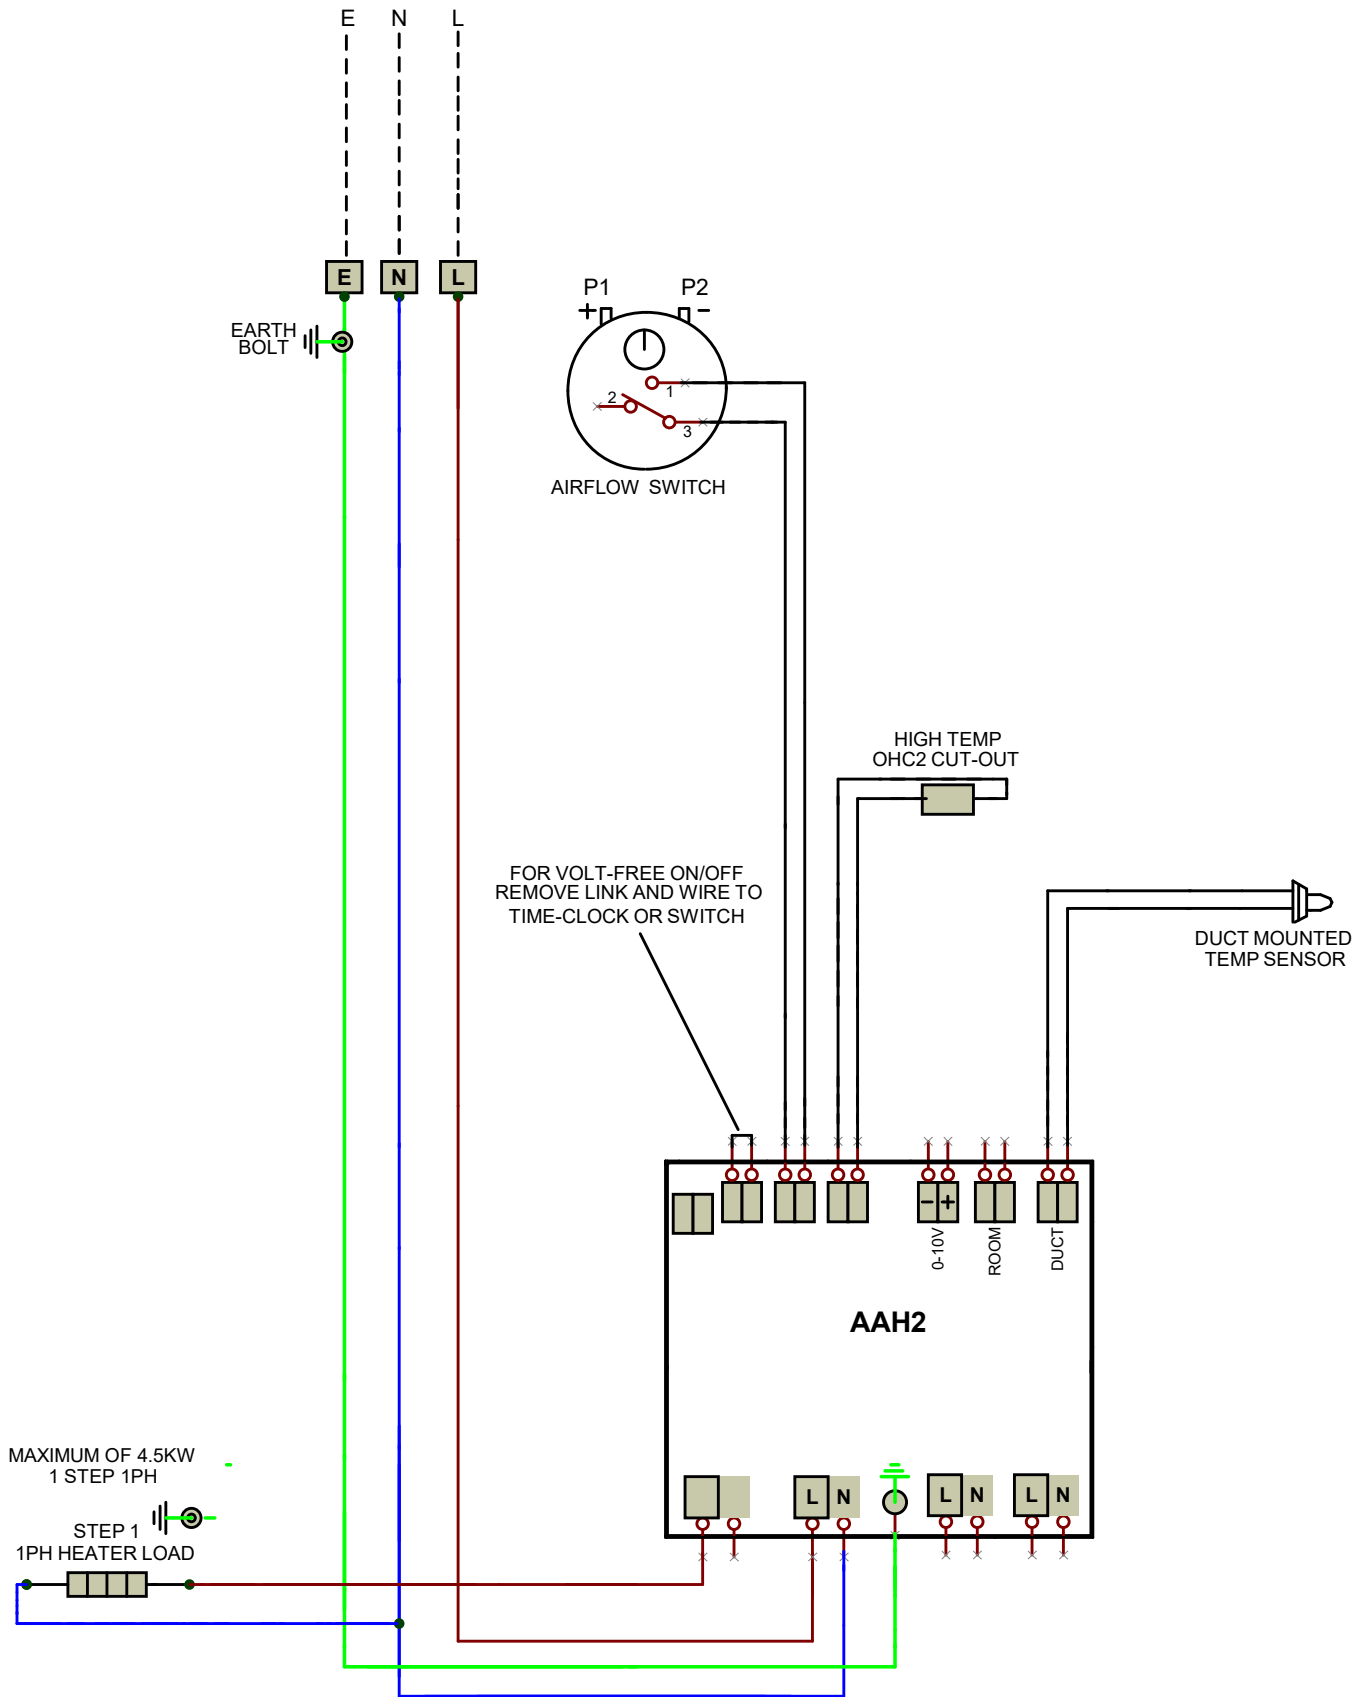 E N L
E N L
P1 P2
+ −
EARTH
BOLT
1
2
3
AIRFLOW SWITCH
HIGH TEMP
OHC2 CUT-OUT
FOR VOLT-FREE ON/OFF
REMOVE LINK AND WIRE TO
TIME-CLOCK OR SWITCH
DUCT MOUNTED
TEMP SENSOR
− +
0-10V
ROOM
DUCT
AAH2
MAXIMUM OF 4.5KW
1 STEP 1PH
L N L N L N
STEP 1
1PH HEATER LOAD